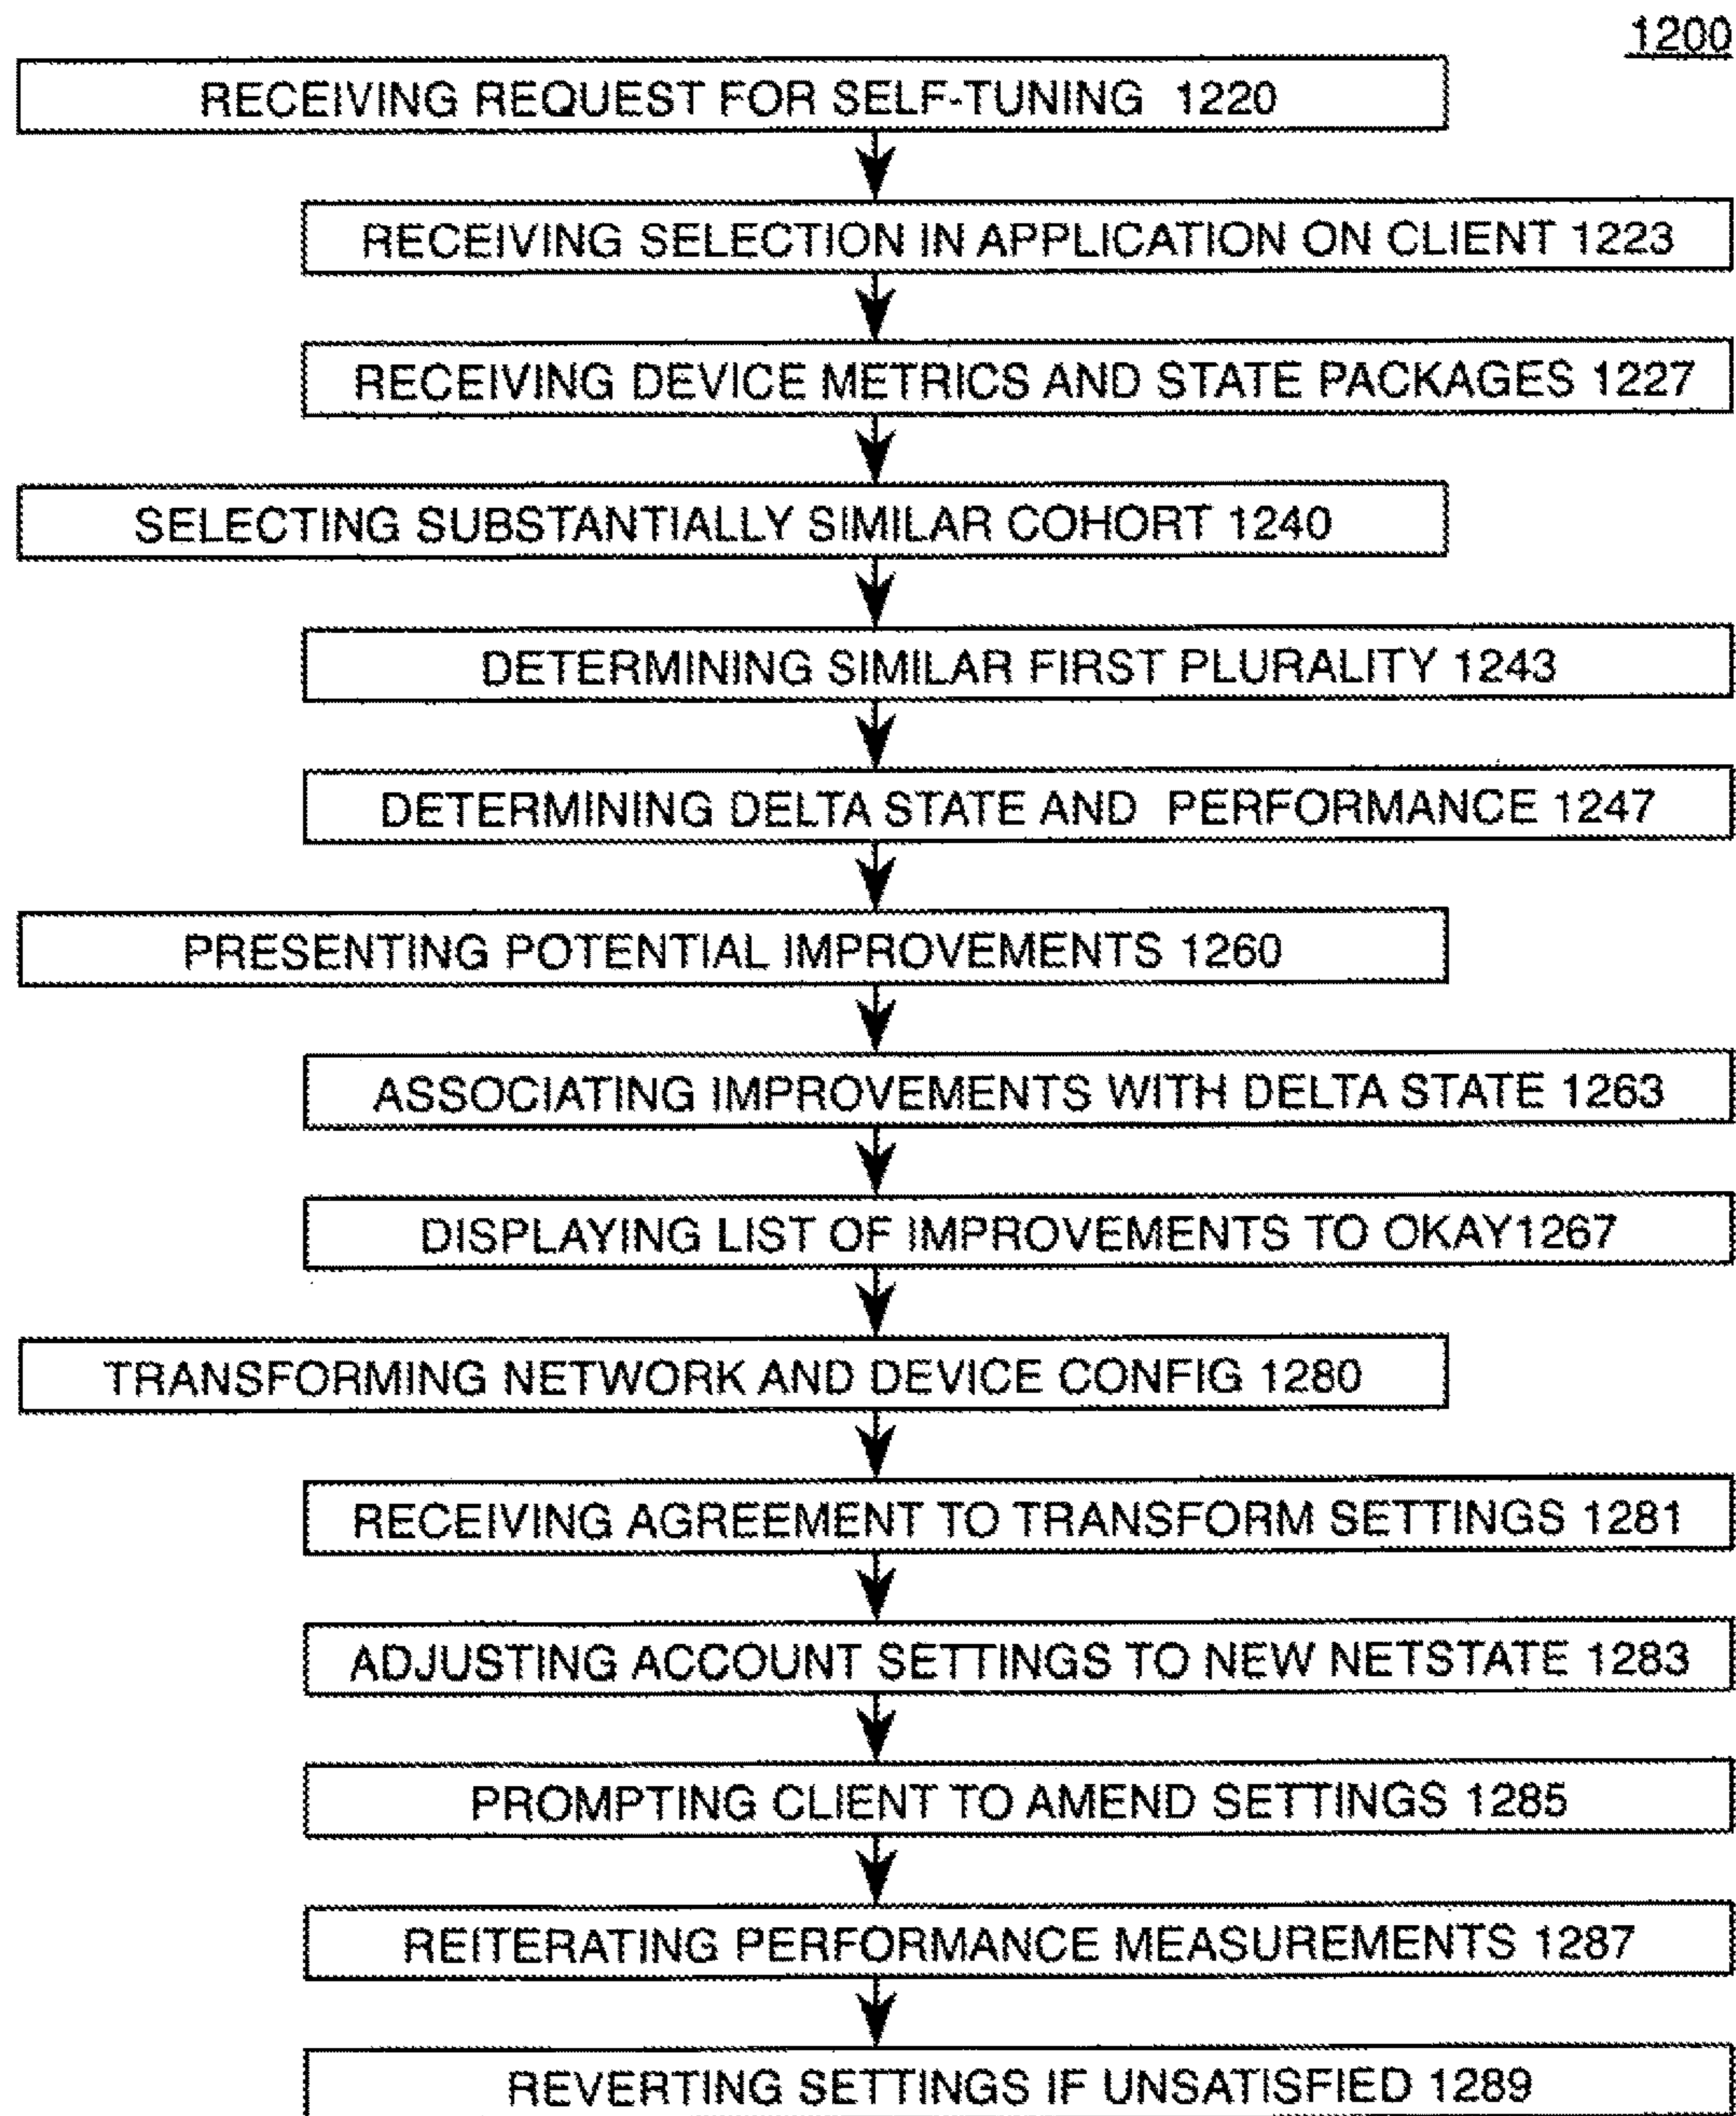 1200
RECEIVING REQUEST FOR SELF-TUNING 1220
RECEIVING SELECTION IN APPLICATION ON CLIENT 1223
RECEIVING DEVICE METRICS AND STATE PACKAGES 1227
SELECTING SUBSTANTIALLY SIMILAR COHORT 1240
DETERMINING SIMILAR FIRST PLURALITY 1243
DETERMINING DELTA STATE AND PERFORMANCE 1247
PRESENTING POTENTIAL IMPROVEMENTS 1260
ASSOCIATING IMPROVEMENTS WITH DELTA STATE 1263
DISPLAYING LIST OF IMPROVEMENTS TO OKAY1267
TRANSFORMING NETWORK AND DEVICE CONFIG 1280
RECEIVING AGREEMENT TO TRANSFORM SETTINGS 1281
ADJUSTING ACCOUNT SETTINGS TO NEW NETSTATE 1283
PROMPTING CLIENT TO AMEND SETTINGS 1285
REITERATING PERFORMANCE MEASUREMENTS 1287
REVERTING SETTINGS IF UNSATISFIED 1289